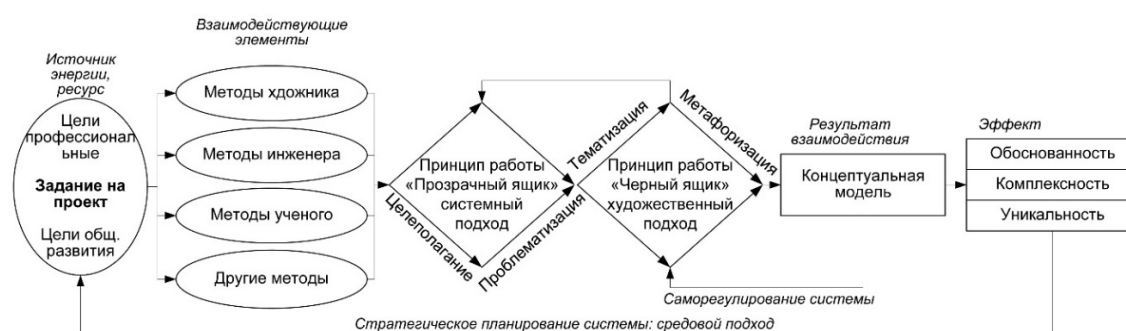 Источник
энергии,
ресурс
Цели
профессионал
ьные
Задание на
проект
Цели общ.
развития
Взаимодействующие
элементы
Методы хдожника
Методы инженера
Методы ученого
Другие методы
Принцип работы
«Прозрачный ящик»
системный
подход
Целеполагание
Проблематизация
Тематизация
Метафоризация
Принцип работы
«Черный ящик»
художественный
подход
Результат
взаимодействия
Концептуальная
модель
Эффект
Обоснованность
Комплексность
Уникальность
Саморегулирование системы
Стратегическое планирование системы: средовой подход